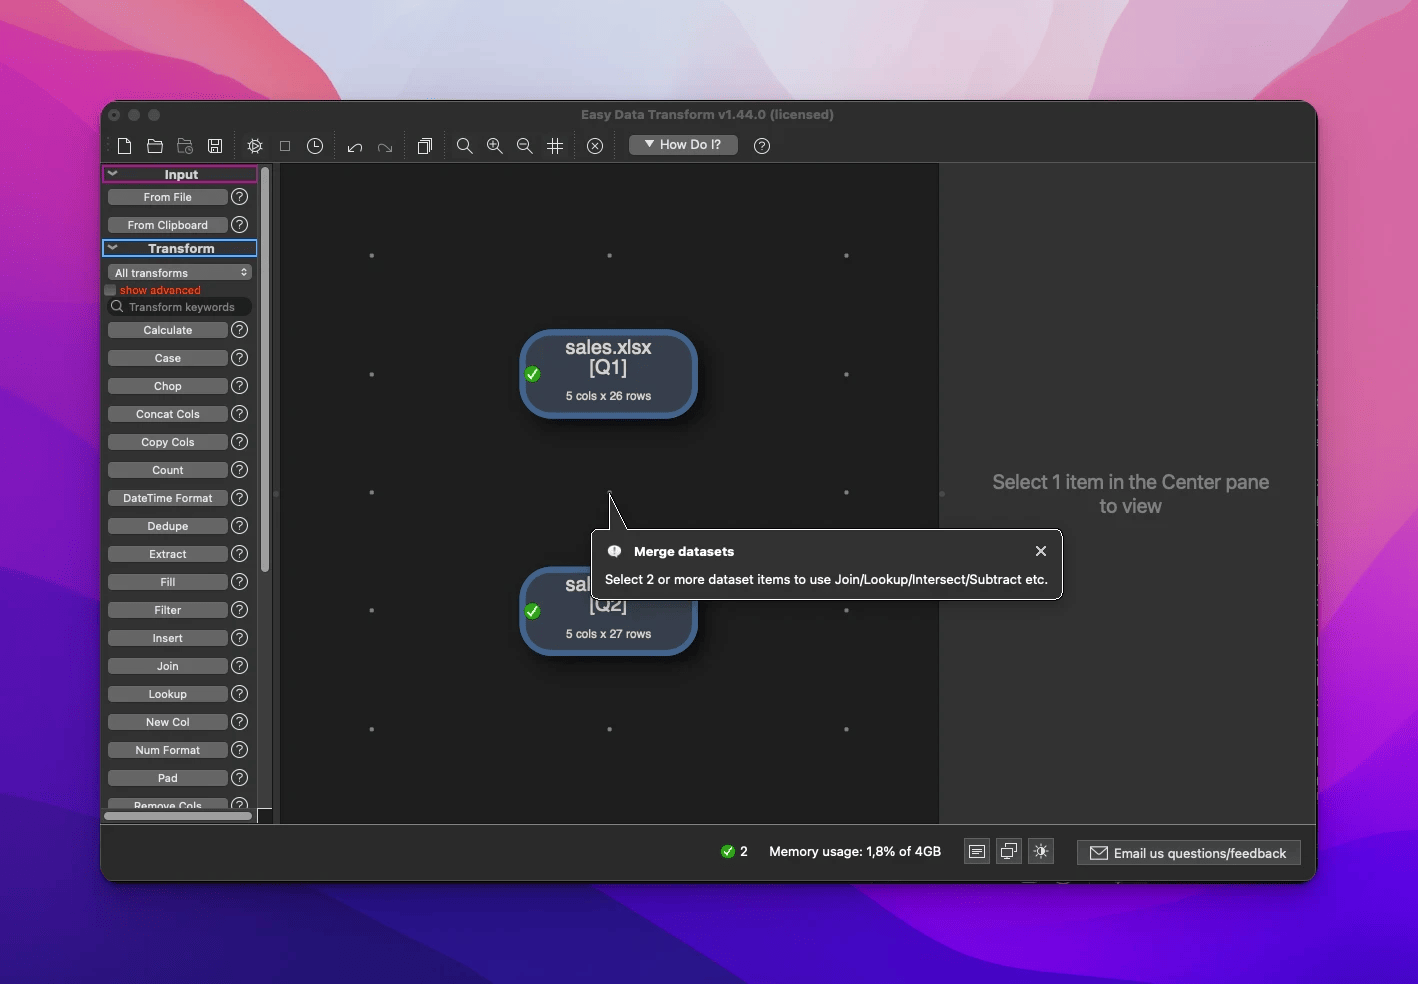 Easy Data Transform v1.44.0 (licensed)
How Do I?
Input
From File
From Clipboard
Transform
All transforms
show advanced
Transform keywords
Calculate
Case
Chop
Concat Cols
Copy Cols
Count
DateTime Format
Dedupe
Extract
Fill
Filter
Insert
Join
Lookup
New Col
Num Format
Pad
Remove Cols
sales.xlsx
[Q1]
5 cols x 26 rows
Merge datasets
Select 2 or more dataset items to use Join/Lookup/Intersect/Subtract etc.
sa
[Q2]
5 cols x 27 rows
Select 1 item in the Center pane
to view
2
Memory usage: 1,8% of 4GB
Email us questions/feedback